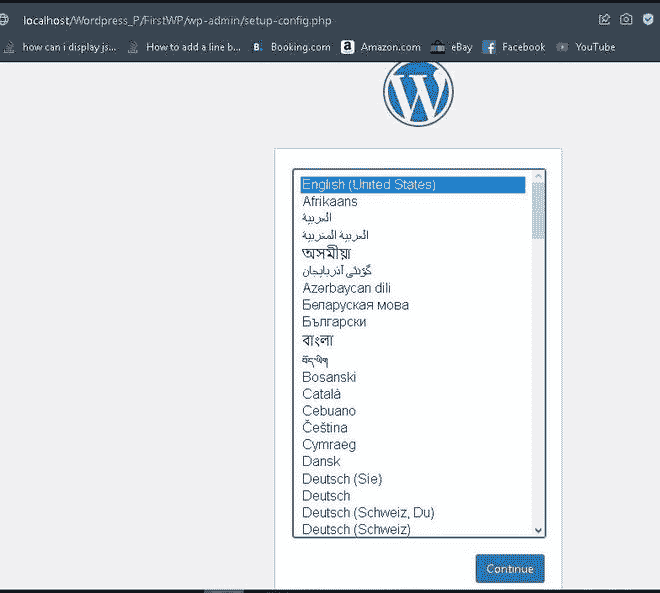 localhost/Wordpress_P/FirstWP/wp-admin/setup-config.php
how can i display js... How to add a line b... B. Booking.com a Amazon.com eBay Facebook YouTube
W
English (United States)
Afrikaans
العربية
العربية المغربية
অসমীয়া
گؤنئی آذربایجان
Azərbaycan dili
Беларуская мова
Български
বাংলা
བོད་ཡིག
Bosanski
Català
Cebuano
Čeština
Cymraeg
Dansk
Deutsch (Sie)
Deutsch
Deutsch (Schweiz, Du)
Deutsch (Schweiz)
Continue